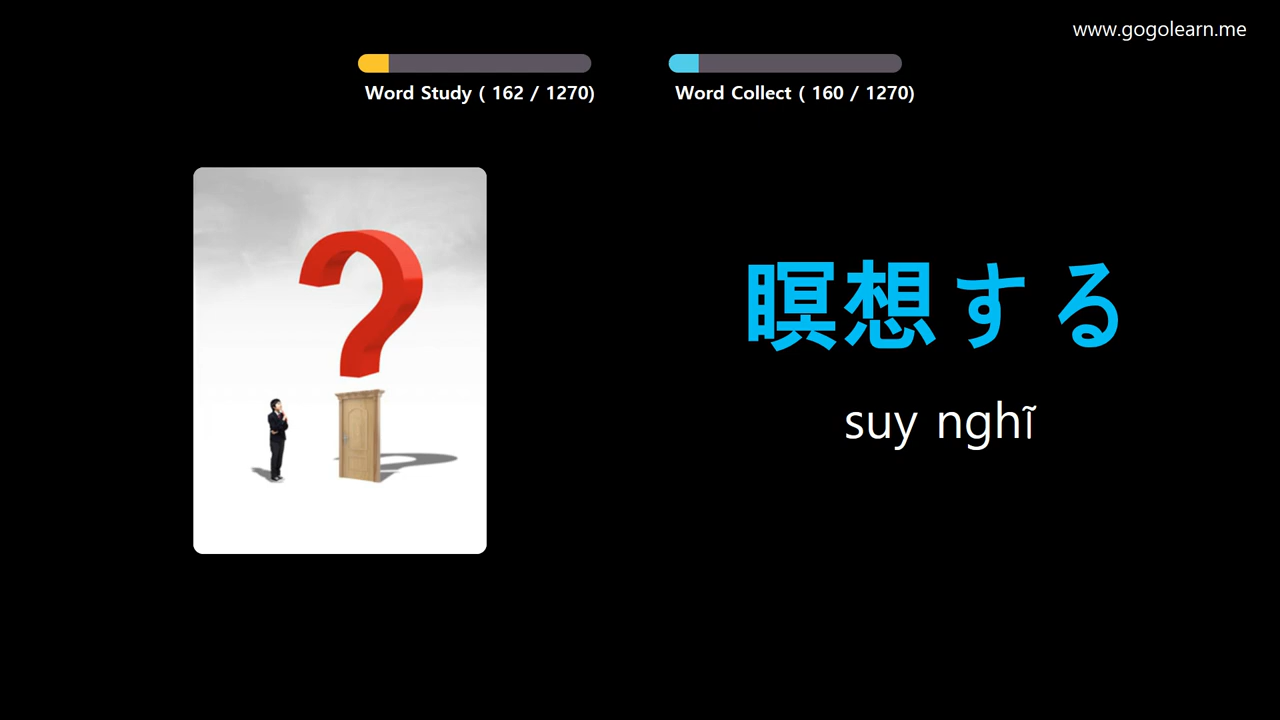 www.gogolearn.me
Word Study ( 162 / 1270)
Word Collect ( 160 / 1270)
瞑想する
suy nghĩ